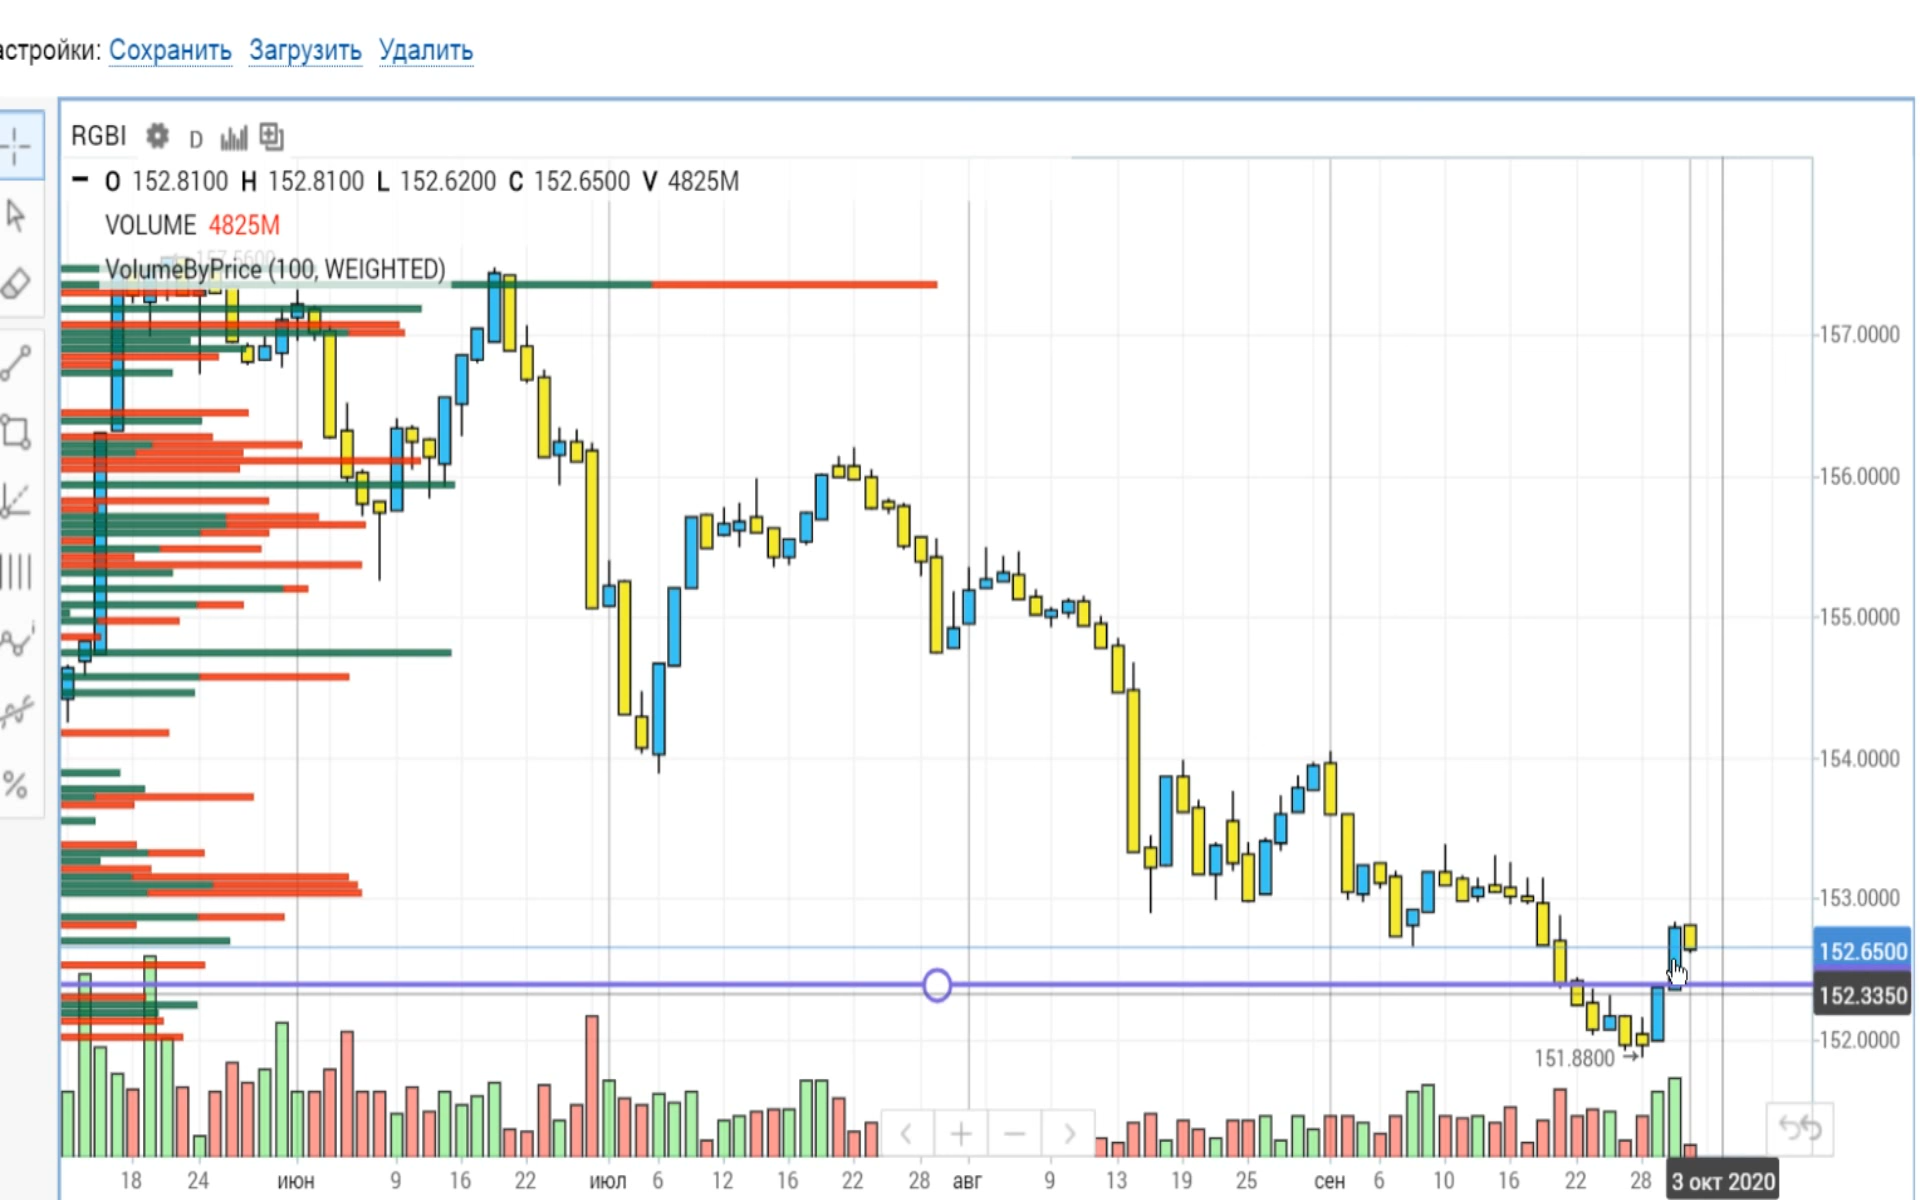 астройки: Сохранить Загрузить Удалить
RGBI D
O 152.8100 H 152.8100 L 152.6200 C 152.6500 V 4825M
VOLUME 4825M
157.5600
VolumeByPrice (100, WEIGHTED)
157.0000
156.0000
155.0000
154.0000
153.0000
152.6500
152.3350
152.0000
151.8800
%
18 24 июн 9 16 22 июл 6 12 16 22 28 авг 9 13 19 25 сен 6 10 16 22 28 3 окт 2020